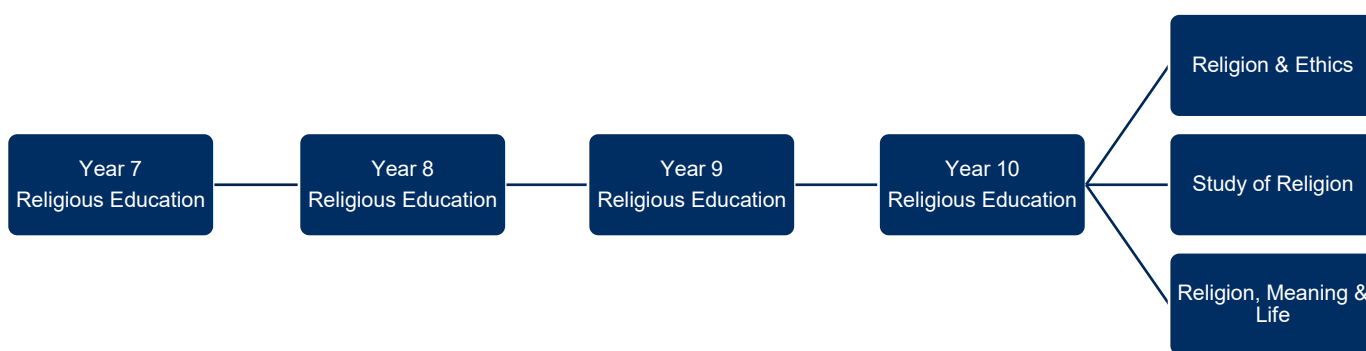 Year 7
Religious Education
Year 8
Religious Education
Year 9
Religious Education
Year 10
Religious Education
Religion & Ethics
Study of Religion
Religion, Meaning &
Life